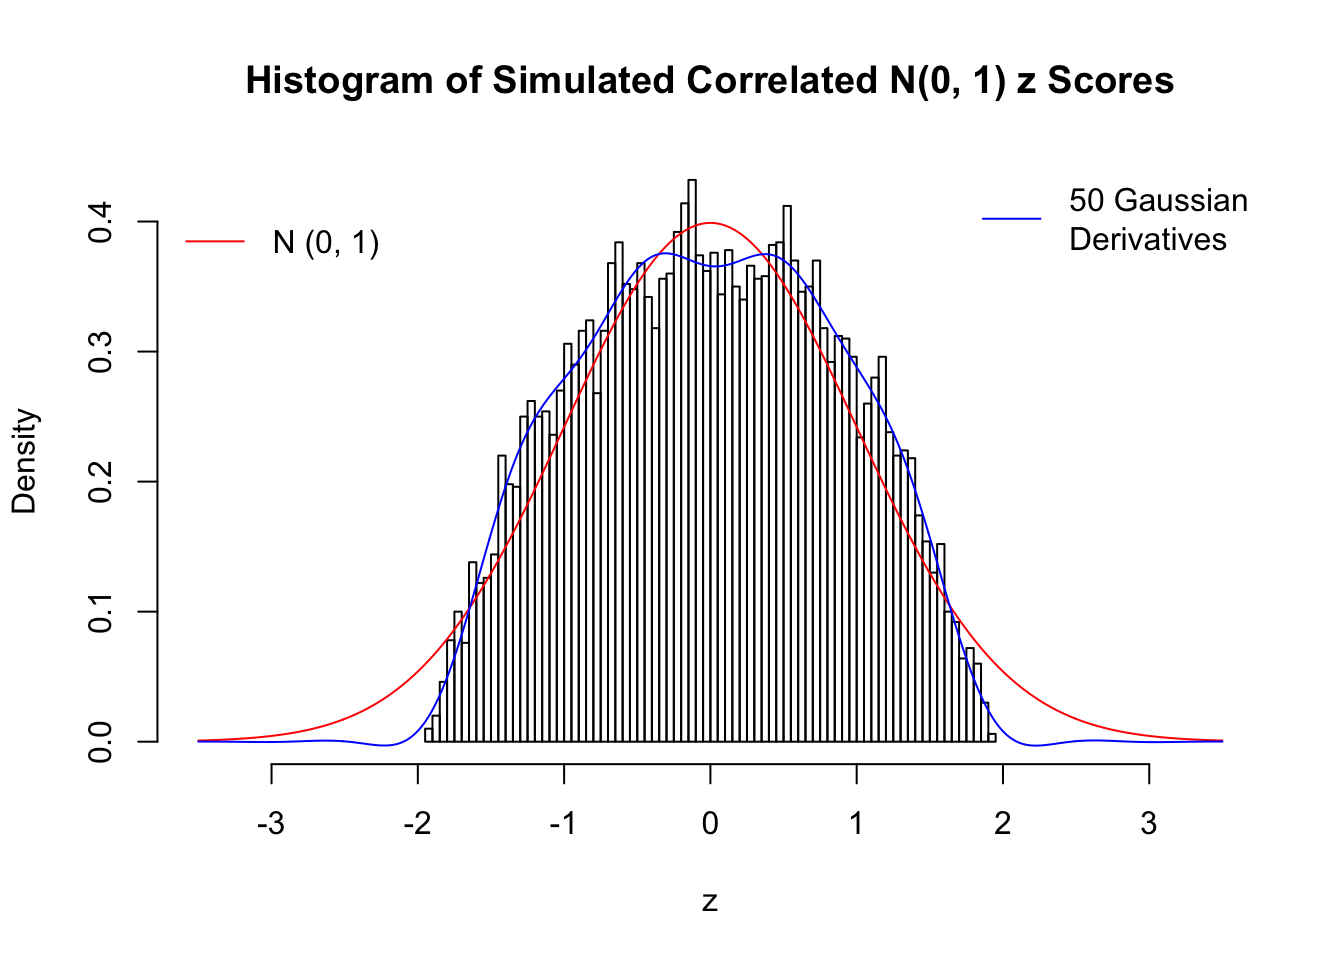 Histogram of Simulated Correlated N(0, 1) z Scores
N (0, 1)
50 Gaussian
Derivatives
Density
0.0
0.1
0.2
0.3
0.4
-3
-2
-1
0
1
2
3
z